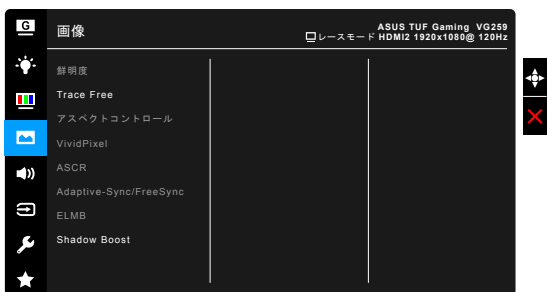 G
画像
ASUS TUF Gaming VG259
レースモード HDMI2 1920x1080@ 120Hz
鮮明度
Trace Free
アスペクトコントロール
VividPixel
ASCR
Adaptive-Sync/FreeSync
ELMB
Shadow Boost